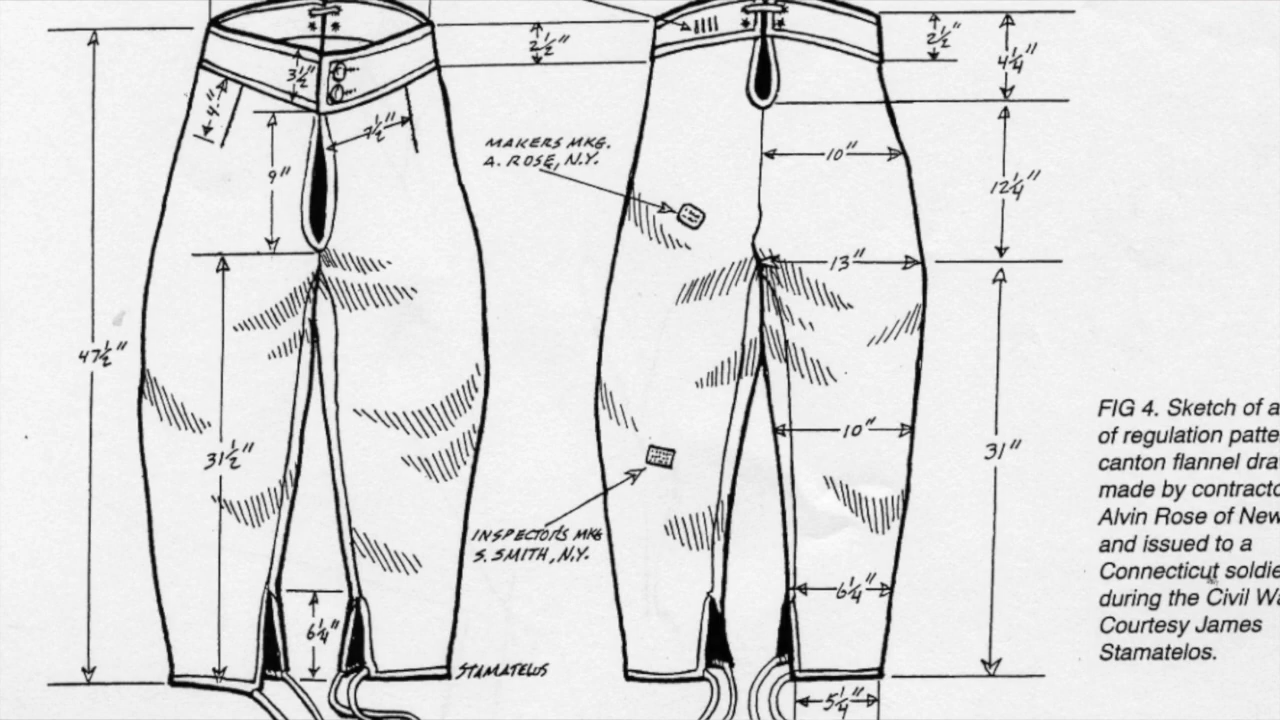 2½"
2½"
4¼"
3½"
4"
7½"
MAKERS MKG.
A. ROSE, N.Y.
10"
9"
12¼"
13"
47½"
FIG 4. Sketch of a
of regulation patte
canton flannel dra
made by contracto
Alvin Rose of New
and issued to a
Connecticut soldie
during the Civil Wa
Courtesy James
Stamatelos.
10"
31½"
31"
INSPECTOR'S MKG
S. SMITH, N.Y.
6¼"
6¼"
STAMATELOS
5¼"